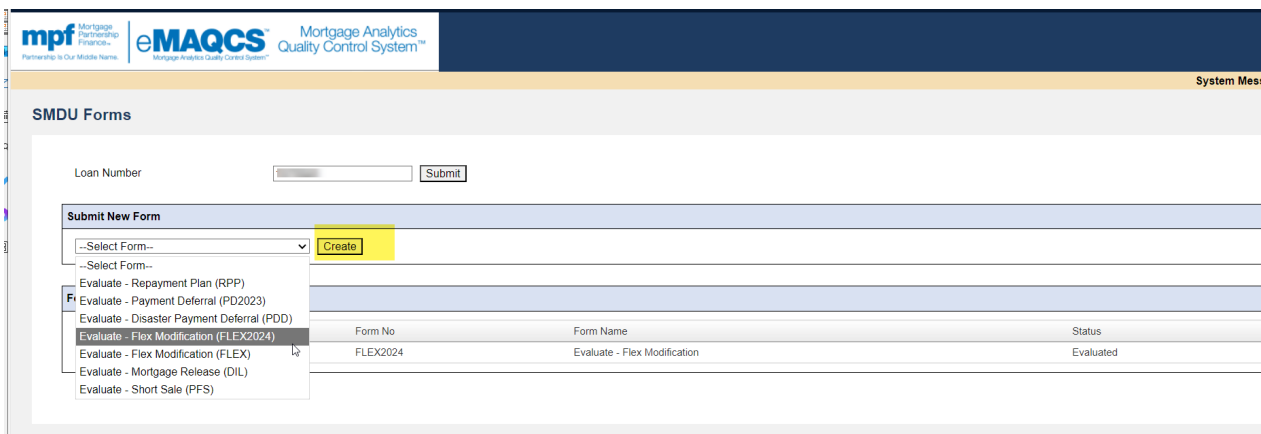 mpf Mortgage Partnership Finance™
Partnership Is Our Middle Name.
eMAQCS™
Mortgage Analytics Quality Control System™
Mortgage Analytics
Quality Control System™
System Mess
SMDU Forms
Loan Number
Submit
Submit New Form
--Select Form--
Create
--Select Form--
Evaluate - Repayment Plan (RPP)
Evaluate - Payment Deferral (PD2023)
Evaluate - Disaster Payment Deferral (PDD)
Evaluate - Flex Modification (FLEX2024)
Evaluate - Flex Modification (FLEX)
Evaluate - Mortgage Release (DIL)
Evaluate - Short Sale (PFS)
Form No Form Name Status
FLEX2024 Evaluate - Flex Modification Evaluated